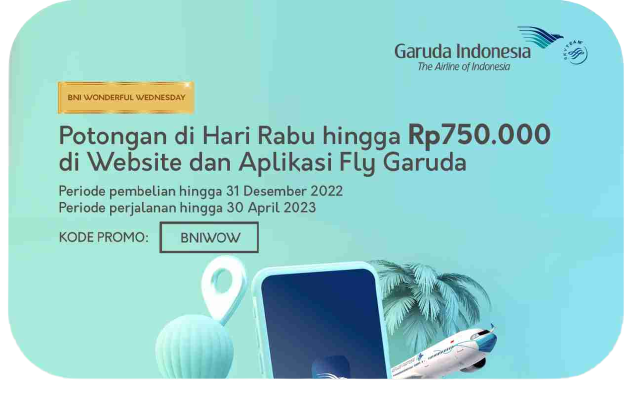 Garuda Indonesia
The Airline of Indonesia
SKYTEAM
BNI WONDERFUL WEDNESDAY
Potongan di Hari Rabu hingga Rp750.000
di Website dan Aplikasi Fly Garuda
Periode pembelian hingga 31 Desember 2022
Periode perjalanan hingga 30 April 2023
KODE PROMO: BNIWOW